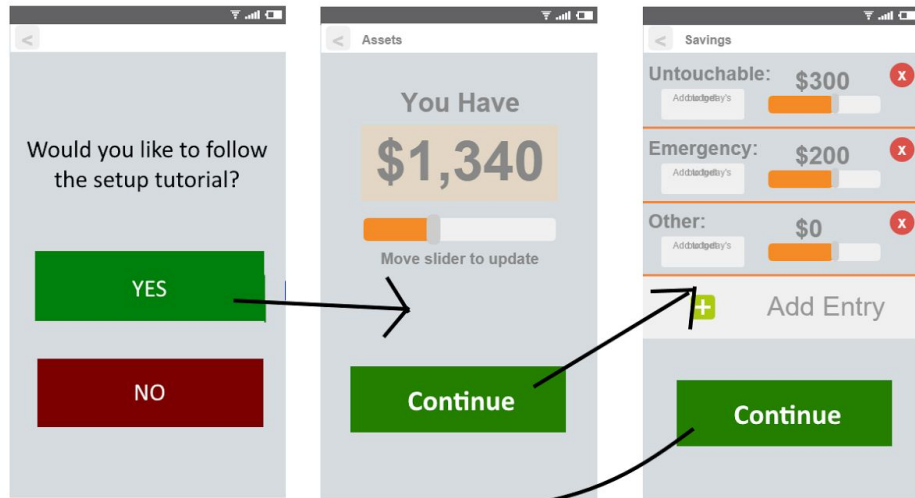 <
Would you like to follow
the setup tutorial?
YES
NO
< Assets
You Have
$1,340
Move slider to update
Continue
< Savings
Untouchable: $300 X
Emergency: $200 X
Other: $0 X
+ Add Entry
Continue